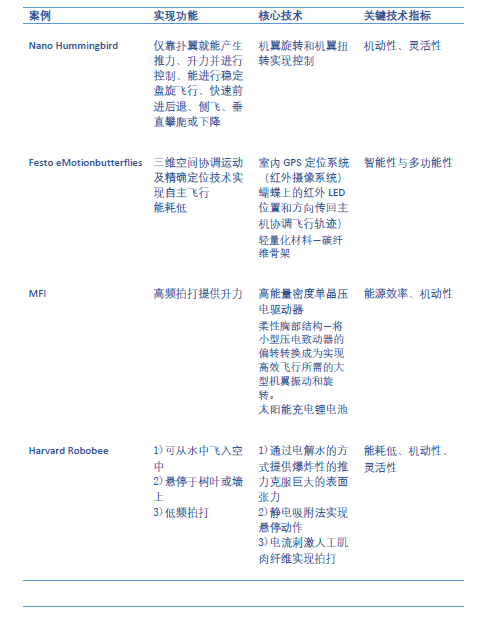 案例 实现功能 核心技术 关键技术指标
Nano Hummingbird
仅靠扑翼就能产生
推力、升力并进行
控制、能进行稳定
盘旋飞行、快速前
进后退、侧飞、垂
直攀爬或下降
机翼旋转和机翼扭
转实现控制
机动性、灵活性
Festo eMotionbutterflies
三维空间协调运动
及精确定位技术实
现自主飞行
能耗低
室内 GPS 定位系统
（红外摄像系统）
蝴蝶上的红外 LED
位置和方向传回主
机协调飞行轨迹）
轻量化材料—碳纤
维骨架
智能性与多功能性
MFI
高频拍打提供升力
高能量密度单晶压
电驱动器
柔性胸部结构—将
小型压电致动器的
偏转转换成为实现
高效飞行所需的大
型机翼振动和旋
转。
太阳能充电锂电池
能源效率、机动性
Harvard Robobee
1)可从水中飞入空
中
2)悬停于树叶或墙
上
3)低频拍打
1)通过电解水的方
式提供爆炸性的推
力克服巨大的表面
张力
2)静电吸附法实现
悬停动作
3)电流刺激人工肌
肉纤维实现拍打
能耗低、机动性、
灵活性